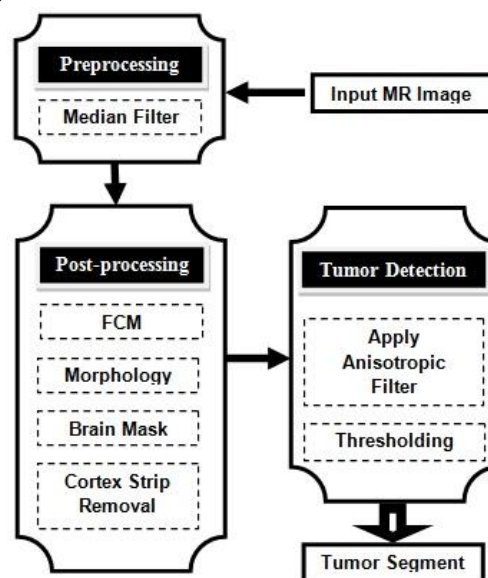 Preprocessing
Median Filter
Input MR Image
Post-processing
FCM
Morphology
Brain Mask
Cortex Strip
Removal
Tumor Detection
Apply
Anisotropic
Filter
Thresholding
Tumor Segment